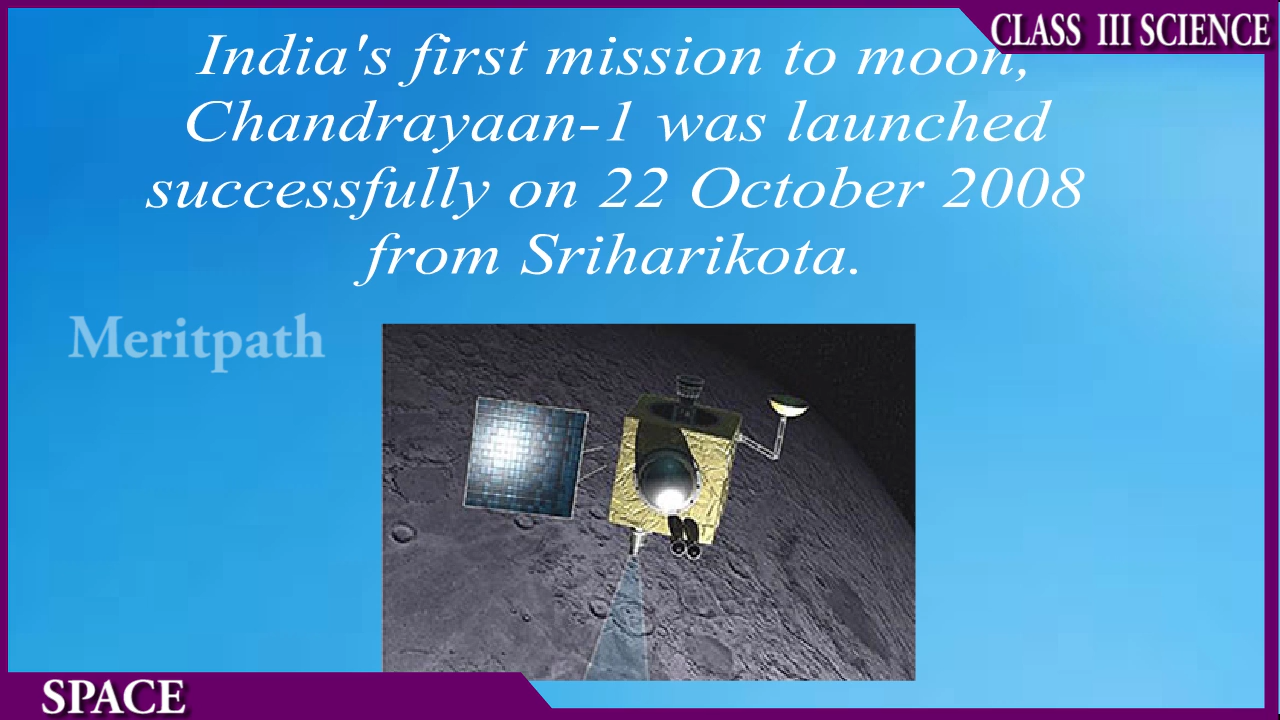 CLASS III SCIENCE
India's first mission to moon,
Chandrayaan-1 was launched
successfully on 22 October 2008
from Sriharikota.
Meritpath
SPACE